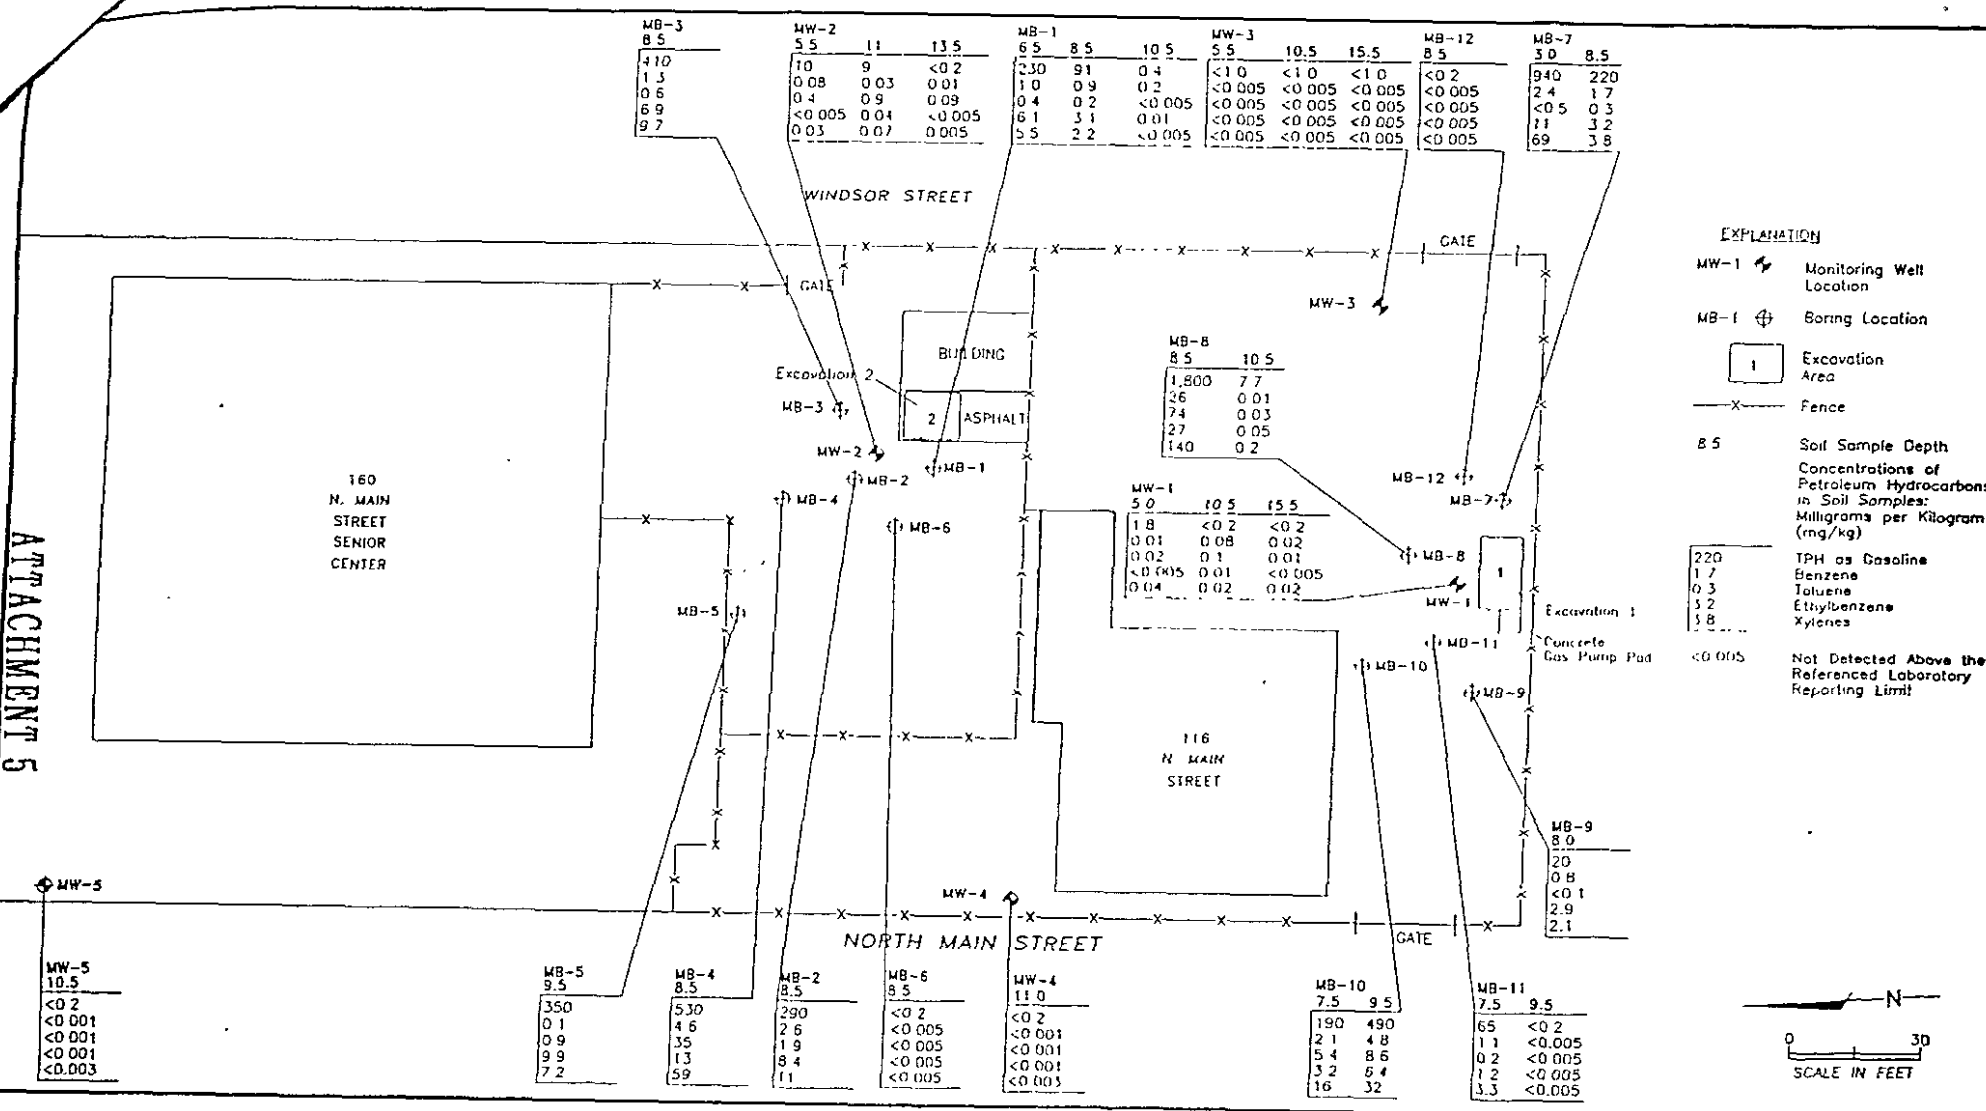 MB-3
8.5
410
1.3
0.6
6.9
9.7
MW-2
5.5 11 13.5
10 9 <0.2
0.08 0.03 0.01
0.4 0.9 0.09
<0.005 0.04 <0.005
0.03 0.07 0.005
MB-1
6.5 8.5 10.5
230 91 0.4
1.0 0.9 0.2
0.4 0.2 <0.005
6.1 3.1 0.01
5.5 2.2 <0.005
MW-3
5.5 10.5 15.5
<1.0 <1.0 <1.0
<0.005 <0.005 <0.005
<0.005 <0.005 <0.005
<0.005 <0.005 <0.005
<0.005 <0.005 <0.005
MB-12
8.5
<0.2
<0.005
<0.005
<0.005
<0.005
MB-7
3.0 8.5
940 220
2.4 1.7
<0.5 0.3
11 3.2
69 3.8
WINDSOR STREET
GATE
GATE
BUILDING
Excavation 2
2
ASPHALT
MB-3
MW-2
MB-1
MB-2
MB-4
MB-6
MB-5
MW-3
MB-8
8.5 10.5
1,800 7.7
26 0.01
74 0.03
27 0.05
140 0.2
MW-1
5.0 10.5 15.5
1.8 <0.2 <0.2
0.01 0.08 0.02
0.02 0.1 0.01
<0.005 0.01 <0.005
0.04 0.02 0.02
MB-12
MB-7
MB-8
MW-1
1
Excavation 1
MB-11
Concrete
Gas Pump Pad
MB-10
MB-9
160
N. MAIN
STREET
SENIOR
CENTER
116
N. MAIN
STREET
ATTACHMENT 5
EXPLANATION
MW-1 Monitoring Well
Location
MB-1 Boring Location
1 Excavation
Area
Fence
8.5 Soil Sample Depth
Concentrations of
Petroleum Hydrocarbons
in Soil Samples:
Milligrams per Kilogram
(mg/kg)
220 TPH as Gasoline
1.7 Benzene
0.3 Toluene
3.2 Ethylbenzene
3.8 Xylenes
<0.005 Not Detected Above the
Referenced Laboratory
Reporting Limit
MB-9
8.0
20
0.8
<0.1
2.9
2.1
MW-5
MW-4
NORTH MAIN STREET
GATE
MW-5
10.5
<0.2
<0.001
<0.001
<0.001
<0.003
MB-5
9.5
350
0.1
0.9
9.9
7.2
MB-4
8.5
530
4.6
35
13
59
MB-2
8.5
290
2.6
1.9
8.4
11
MB-6
8.5
<0.2
<0.005
<0.005
<0.005
<0.005
MW-4
11.0
<0.2
<0.001
<0.001
<0.001
<0.003
MB-10
7.5 9.5
190 490
2.1 4.8
5.4 8.6
3.2 6.4
16 32
MB-11
7.5 9.5
65 <0.2
1.1 <0.005
0.2 <0.005
1.2 <0.005
3.3 <0.005
N
0 30
SCALE IN FEET